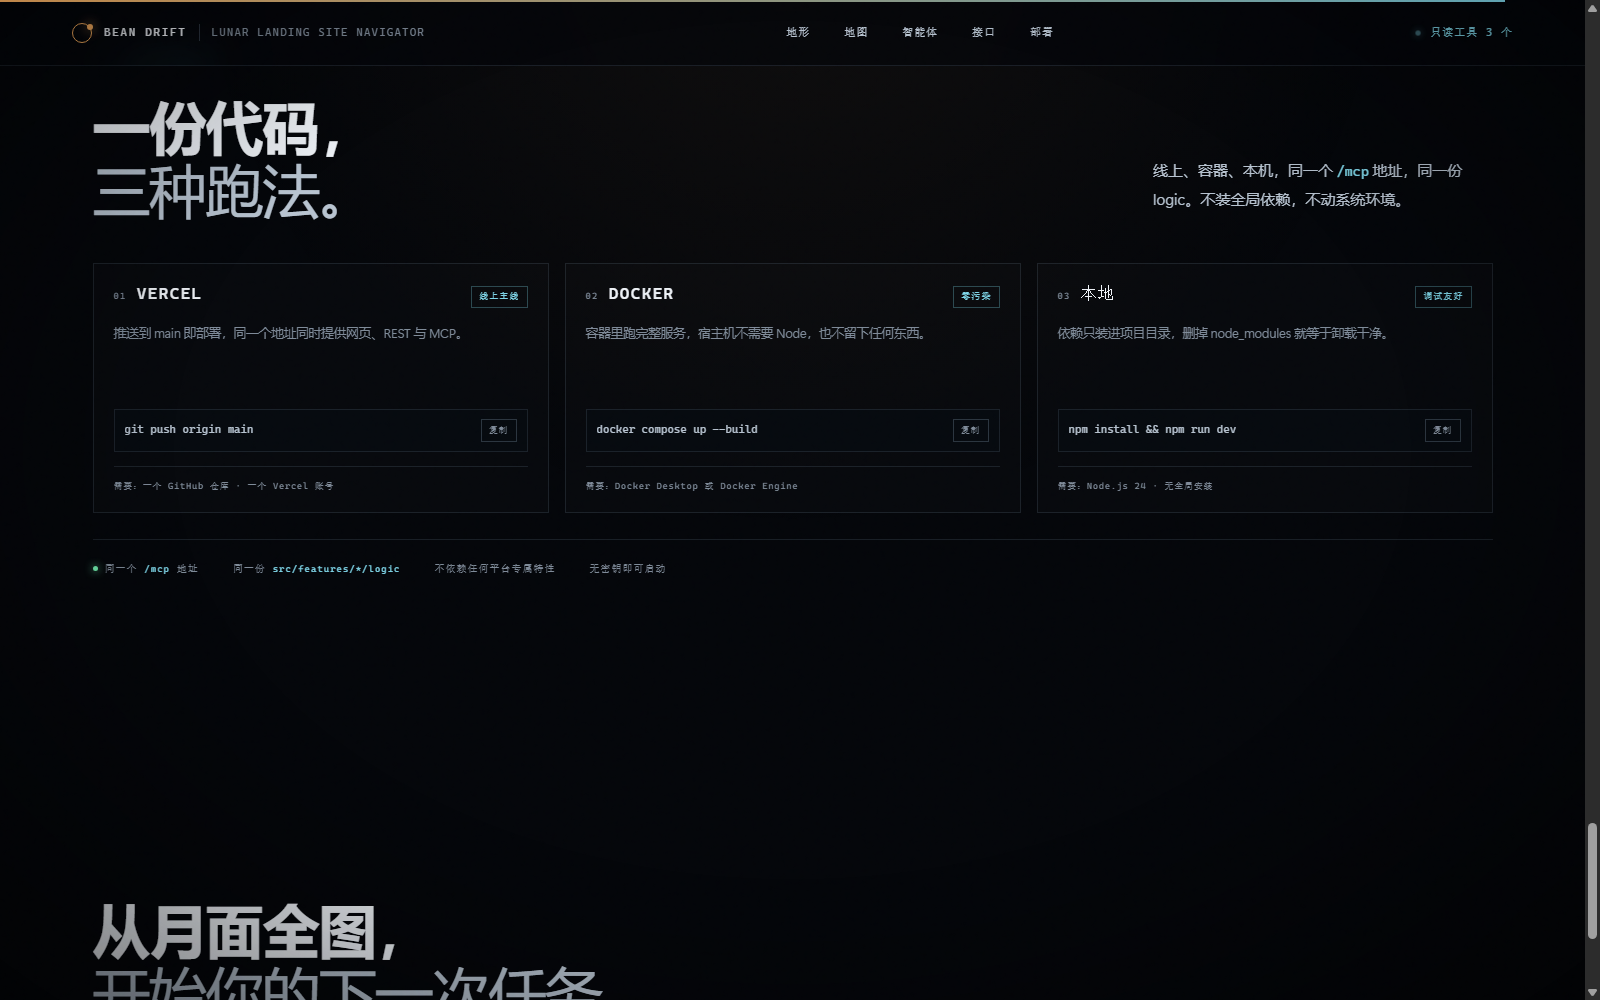 BEAN DRIFT
LUNAR LANDING SITE NAVIGATOR
地形
地图
智能体
接口
部署
只读工具 3 个
一份代码，
三种跑法。
线上、容器、本机，同一个 /mcp 地址，同一份
logic。不装全局依赖，不动系统环境。
01 VERCEL
线上主线
推送到 main 即部署，同一个地址同时提供网页、REST 与 MCP。
git push origin main
复制
需要：一个 GitHub 仓库 · 一个 Vercel 账号
02 DOCKER
零污染
容器里跑完整服务，宿主机不需要 Node，也不留下任何东西。
docker compose up --build
复制
需要：Docker Desktop 或 Docker Engine
03 本地
调试友好
依赖只装进项目目录，删掉 node_modules 就等于卸载干净。
npm install && npm run dev
复制
需要：Node.js 24 · 无全局安装
同一个 /mcp 地址
同一份 src/features/*/logic
不依赖任何平台专属特性
无密钥即可启动
从月面全图，
开始你的下一次任务